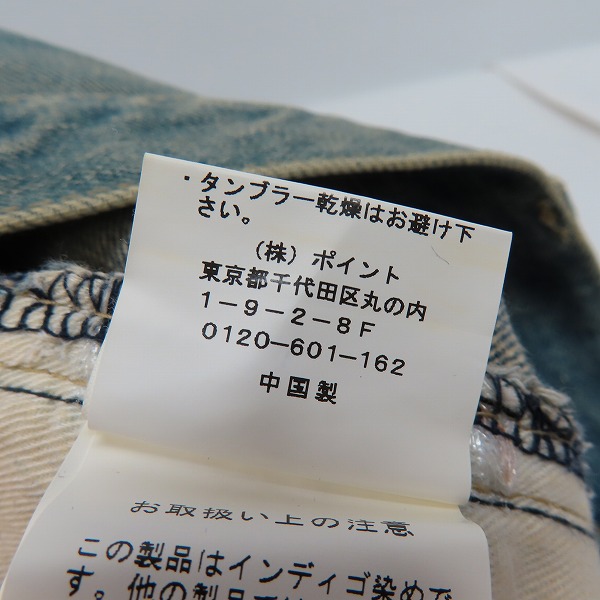 ・タンブラー乾燥はお避け下
さい。
(株) ポイント
東京都千代田区丸の内
1－9－2－8F
0120－601－162
中国製
お取扱い上の注意
この製品はインディゴ染めで
す。他の製品